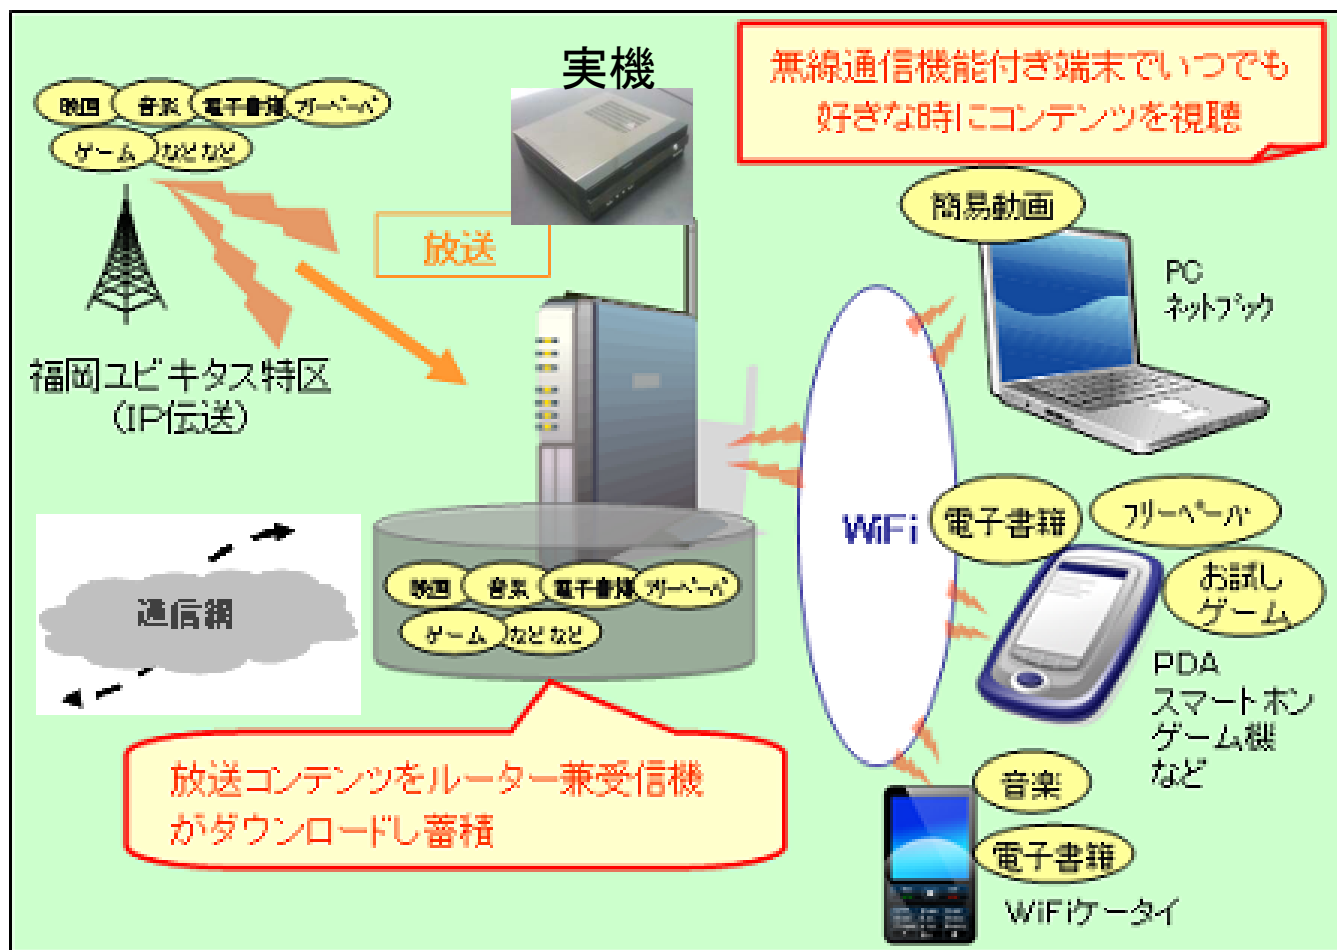 実機
無線通信機能付き端末でいつでも
好きな時にコンテンツを視聴
映画 音楽 電子書籍 フリーペーパ
ゲーム などなど
放送
福岡ユビキタス特区
(IP伝送)
簡易動画
PC
ネットブック
WiFi
電子書籍
フリーペーパ
お試し
ゲーム
PDA
スマートホン
ゲーム機
など
通信網
映画 音楽 電子書籍 フリーペーパ
ゲーム などなど
放送コンテンツをルーター兼受信機
がダウンロードし蓄積
音楽
電子書籍
WiFiケータイ